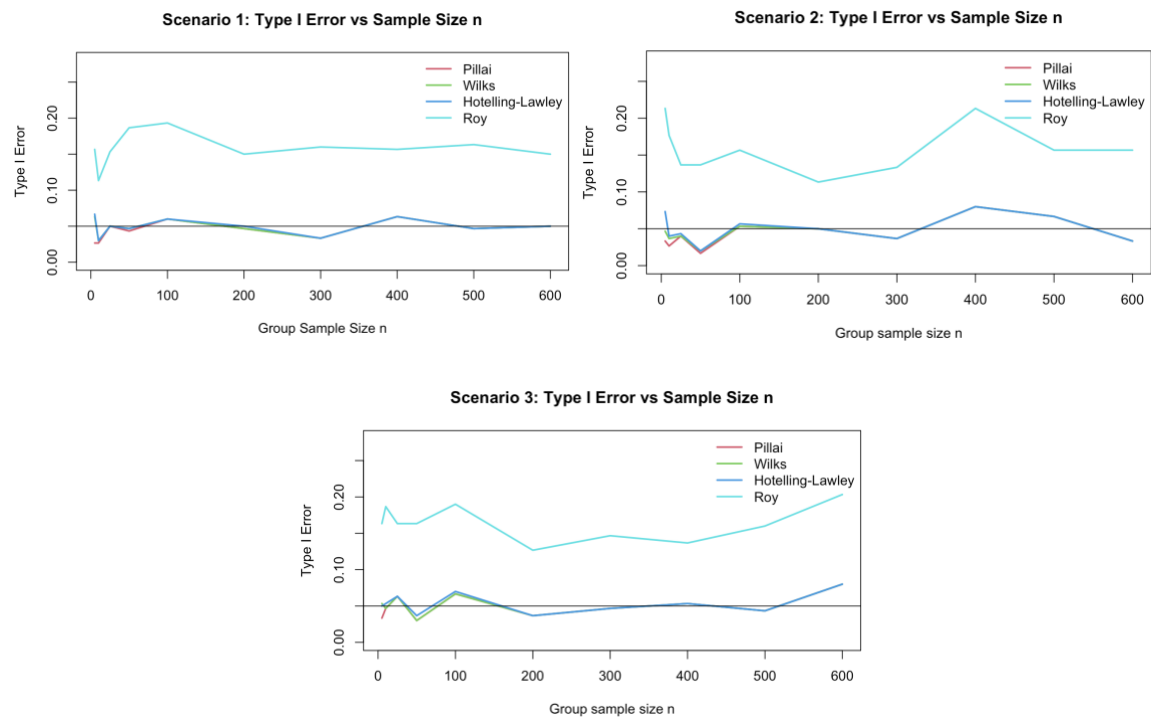 Scenario 1: Type I Error vs Sample Size n
Pillai
Wilks
Hotelling-Lawley
Roy
Type I Error
0.00
0.10
0.20
0
100
200
300
400
500
600
Group Sample Size n
Scenario 2: Type I Error vs Sample Size n
Pillai
Wilks
Hotelling-Lawley
Roy
Type I Error
0.00
0.10
0.20
0
100
200
300
400
500
600
Group sample size n
Scenario 3: Type I Error vs Sample Size n
Pillai
Wilks
Hotelling-Lawley
Roy
Type I Error
0.00
0.10
0.20
0
100
200
300
400
500
600
Group sample size n